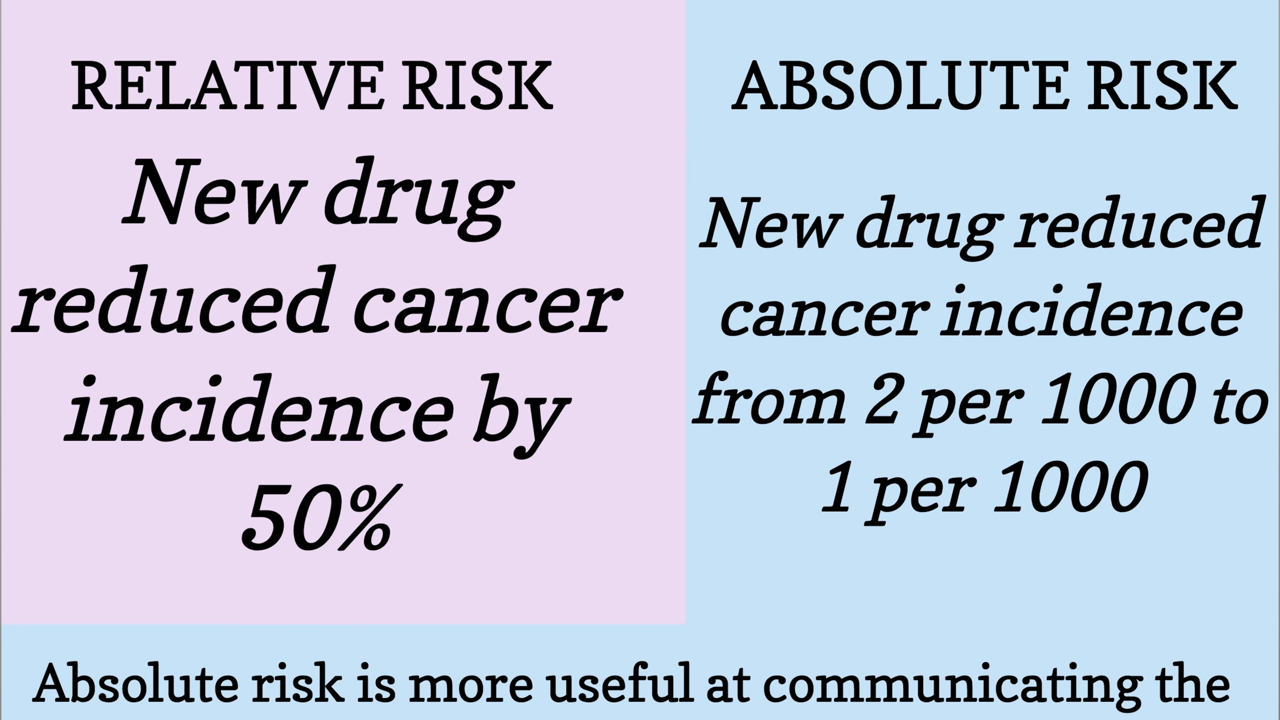 RELATIVE RISK
New drug
reduced cancer
incidence by
50%
ABSOLUTE RISK
New drug reduced
cancer incidence
from 2 per 1000 to
1 per 1000
Absolute risk is more useful at communicating the